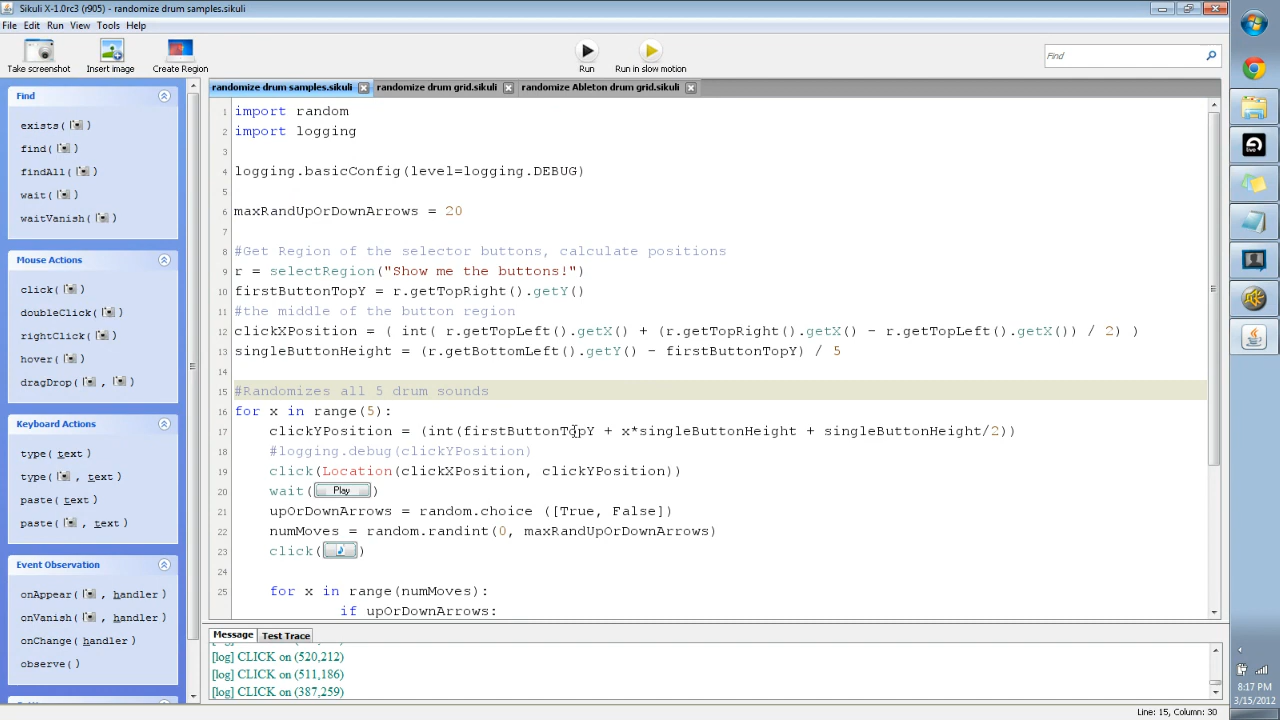 Sikuli X-1.0rc3 (r905) - randomize drum samples.sikuli
File Edit Run View Tools Help
Take screenshot Insert image Create Region Run Run in slow motion Find
Find
exists( )
find( )
findAll( )
wait( )
waitVanish( )
Mouse Actions
click( )
doubleClick( )
rightClick( )
hover( )
dragDrop( , )
Keyboard Actions
type( text )
type( , text )
paste( text )
paste( , text )
Event Observation
onAppear( , handler )
onVanish( , handler )
onChange( handler )
observe( )
randomize drum samples.sikuli randomize drum grid.sikuli randomize Ableton drum grid.sikuli
1 import random
2 import logging
3
4 logging.basicConfig(level=logging.DEBUG)
5
6 maxRandUpOrDownArrows = 20
7
8 #Get Region of the selector buttons, calculate positions
9 r = selectRegion("Show me the buttons!")
10 firstButtonTopY = r.getTopRight().getY()
11 #the middle of the button region
12 clickXPosition = ( int( r.getTopLeft().getX() + (r.getTopRight().getX() - r.getTopLeft().getX()) / 2) )
13 singleButtonHeight = (r.getBottomLeft().getY() - firstButtonTopY) / 5
14
15 #Randomizes all 5 drum sounds
16 for x in range(5):
17 clickYPosition = (int(firstButtonTopY + x*singleButtonHeight + singleButtonHeight/2))
18 #logging.debug(clickYPosition)
19 click(Location(clickXPosition, clickYPosition))
20 wait( Play )
21 upOrDownArrows = random.choice ([True, False])
22 numMoves = random.randint(0, maxRandUpOrDownArrows)
23 click( ♪ )
24
25 for x in range(numMoves):
if upOrDownArrows:
Message Test Trace
[log] CLICK on (520,212)
[log] CLICK on (511,186)
[log] CLICK on (387,259)
Line: 15, Column: 30
live
8:17 PM
3/15/2012